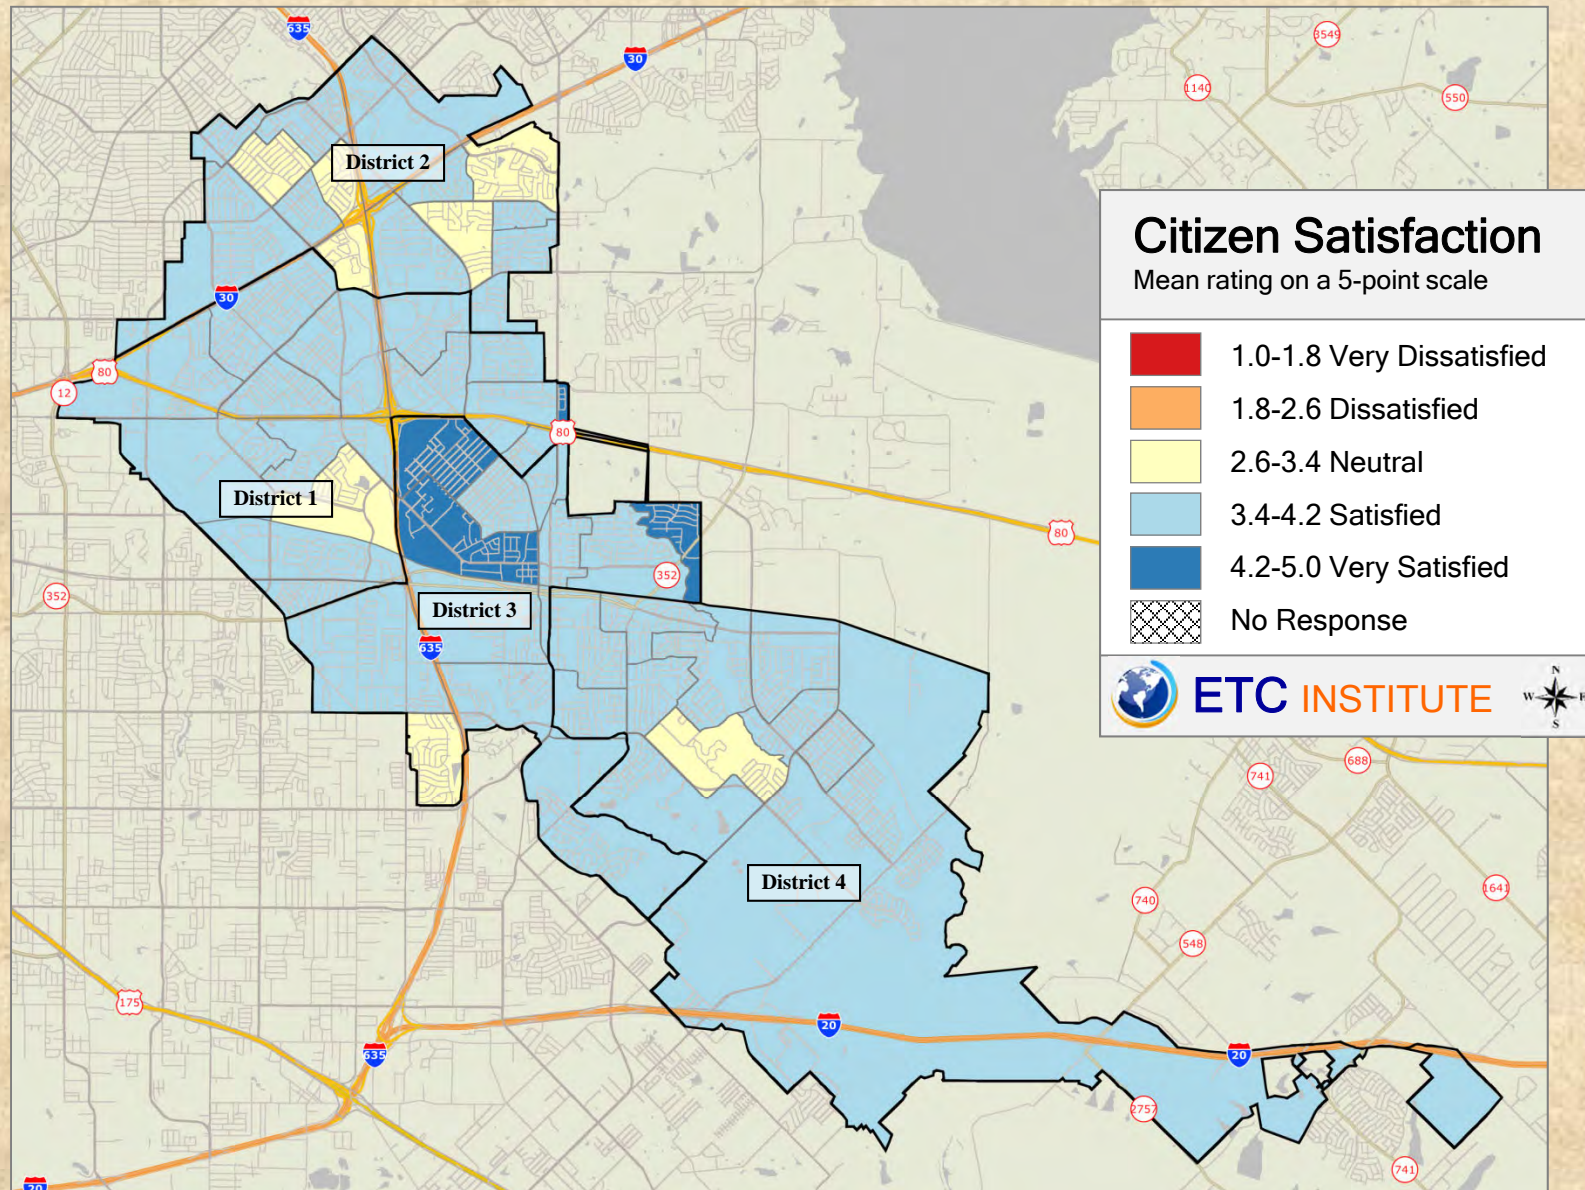 635
30
3549
1140
550
District 2
Citizen Satisfaction
Mean rating on a 5-point scale
30
1.0-1.8 Very Dissatisfied
80
12
1.8-2.6 Dissatisfied
80
2.6-3.4 Neutral
District 1
3.4-4.2 Satisfied
80
352
4.2-5.0 Very Satisfied
352
District 3
No Response
635
ETC INSTITUTE
N
W E
S
688
741
District 4
1641
740
548
175
20
635
20
2757
741
20